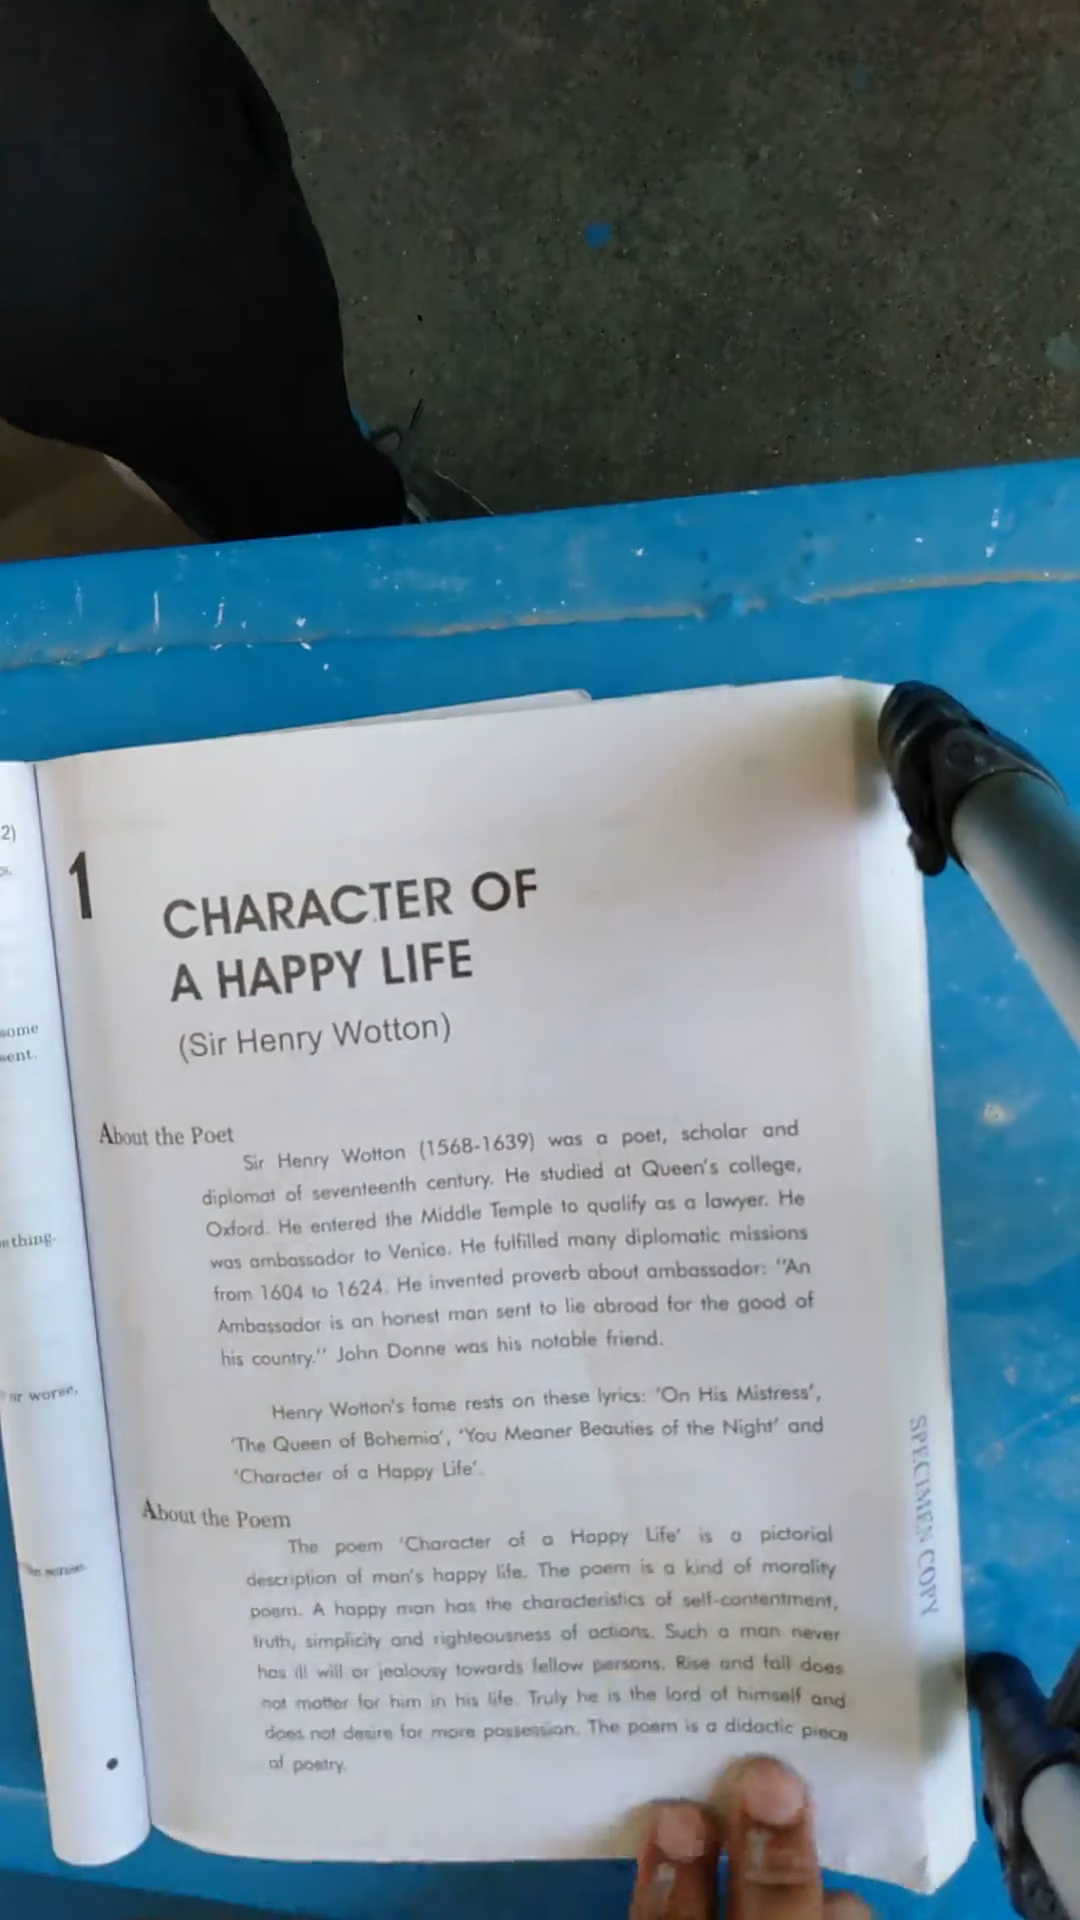 2)
some
sent.
ething.
or worse,
1
CHARACTER OF
A HAPPY LIFE
(Sir Henry Wotton)
About the Poet
Sir Henry Wotton (1568-1639) was a poet, scholar and
diplomat of seventeenth century. He studied at Queen's college,
Oxford. He entered the Middle Temple to qualify as a lawyer. He
was ambassador to Venice. He fulfilled many diplomatic missions
from 1604 to 1624. He invented proverb about ambassador: "An
Ambassador is an honest man sent to lie abroad for the good of
his country." John Donne was his notable friend.
Henry Wotton's fame rests on these lyrics: 'On His Mistress',
'The Queen of Bohemia', 'You Meaner Beauties of the Night' and
'Character of a Happy Life'.
About the Poem
The poem 'Character of a Happy Life' is a pictorial
description of man's happy life. The poem is a kind of morality
poem. A happy man has the characteristics of self-contentment,
truth, simplicity and righteousness of actions. Such a man never
has ill will or jealousy towards fellow persons. Rise and fall does
not matter for him in his life. Truly he is the lord of himself and
does not desire for more possession. The poem is a didactic piece
of poetry.
SPECIMEN COPY